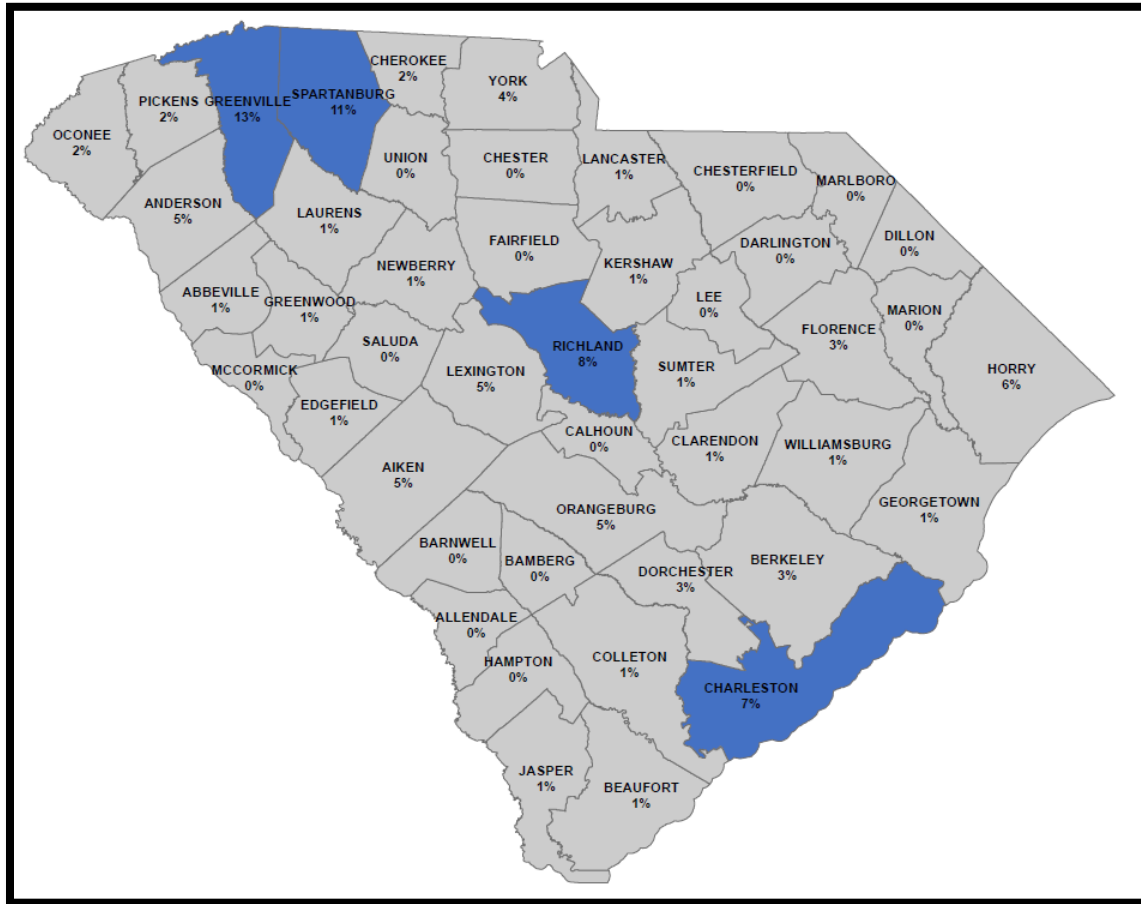 CHEROKEE
2%
YORK
4%
PICKENS
2%
GREENVILLE
13%
SPARTANBURG
11%
OCONEE
2%
UNION
0%
CHESTER
0%
LANCASTER
1%
CHESTERFIELD
0%
MARLBORO
0%
ANDERSON
5%
LAURENS
1%
FAIRFIELD
0%
DARLINGTON
0%
DILLON
0%
NEWBERRY
1%
KERSHAW
1%
ABBEVILLE
1%
GREENWOOD
1%
LEE
0%
MARION
0%
FLORENCE
3%
SALUDA
0%
RICHLAND
8%
MCCORMICK
0%
LEXINGTON
5%
SUMTER
1%
HORRY
6%
EDGEFIELD
1%
CALHOUN
0%
CLARENDON
1%
WILLIAMSBURG
1%
AIKEN
5%
ORANGEBURG
5%
GEORGETOWN
1%
BARNWELL
0%
BAMBERG
0%
DORCHESTER
3%
BERKELEY
3%
ALLENDALE
0%
HAMPTON
0%
COLLETON
1%
CHARLESTON
7%
JASPER
1%
BEAUFORT
1%